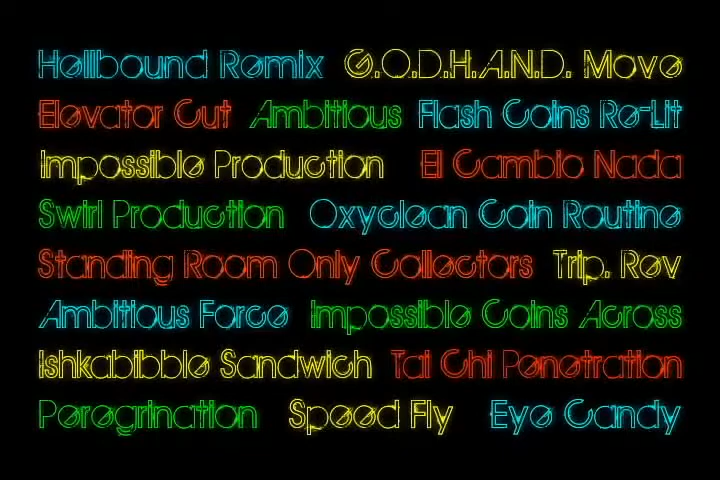 Hellbound Remix G.O.D.H.A.N.D. Move
Elevator Cut Ambitious Flash Coins Re-Lit
Impossible Production El Cambio Nada
Swirl Production Oxyclean Coin Routine
Standing Room Only Collectors Trip. Rev
Ambitious Force Impossible Coins Across
Ishkabibble Sandwich Tai Chi Penetration
Peregrination Speed Fly Eye Candy